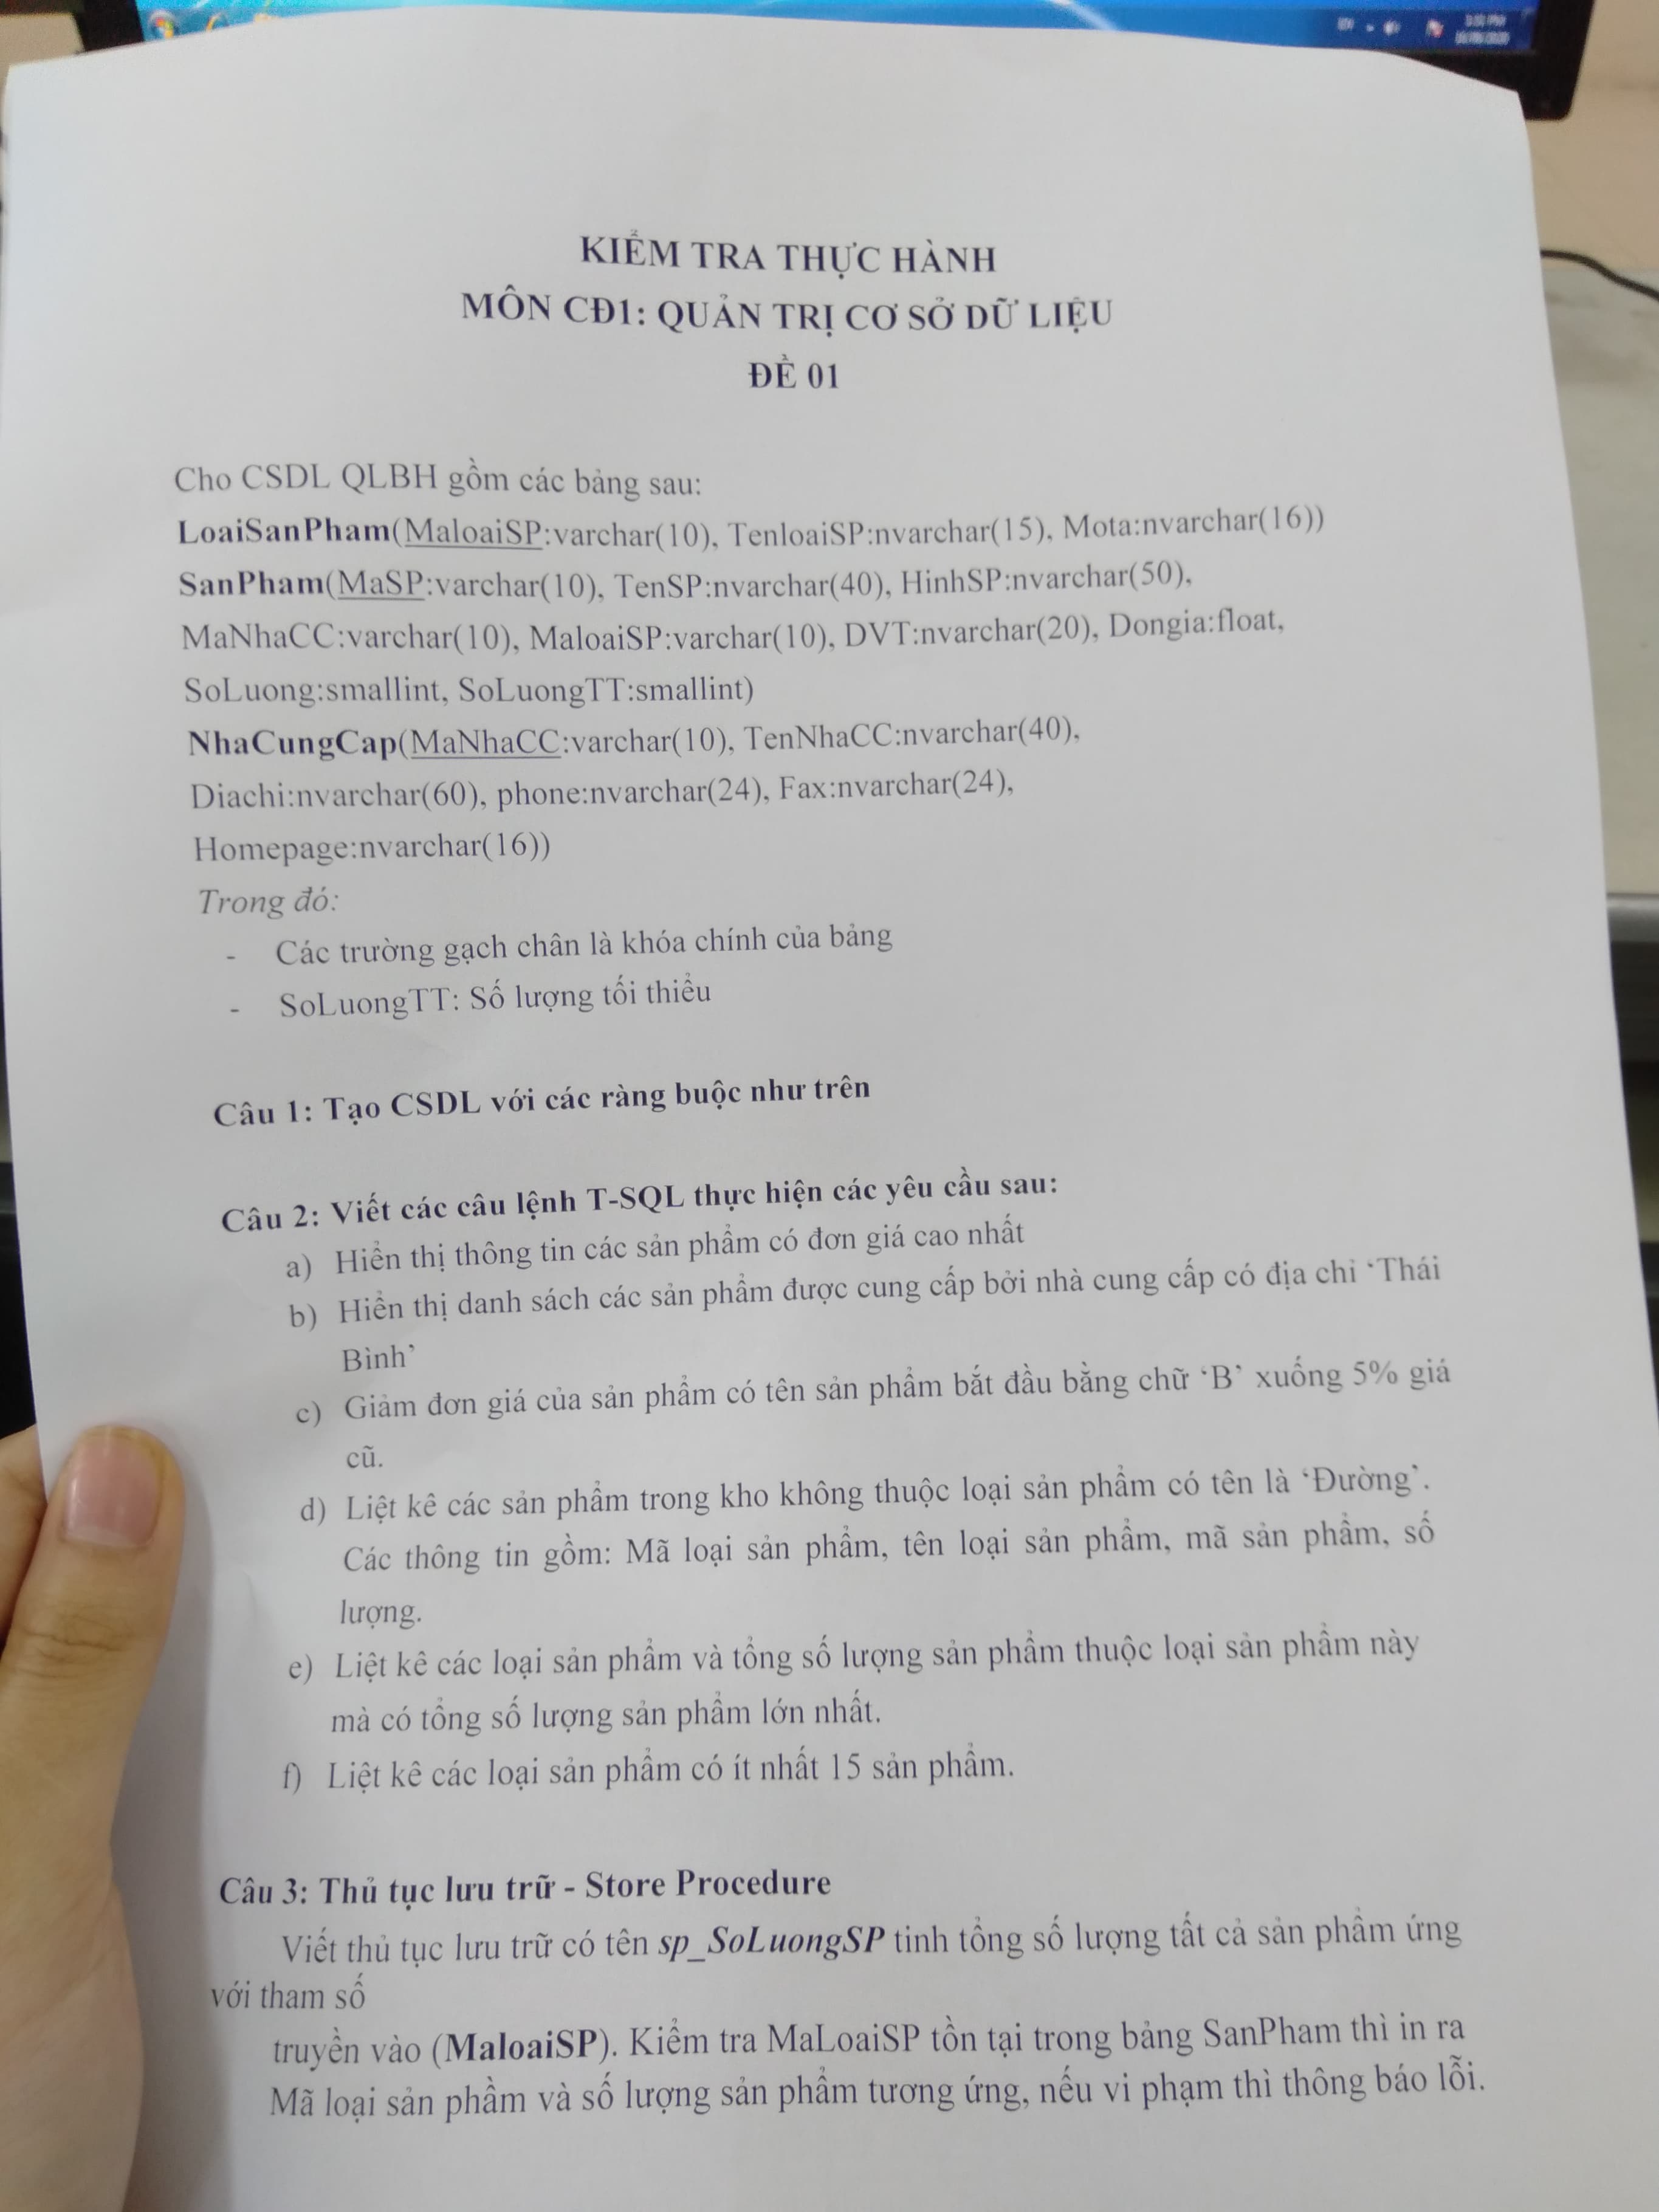 KIỂM TRA THỰC HÀNH
MÔN CĐ1: QUẢN TRỊ CƠ SỞ DỮ LIỆU
ĐỀ 01
Cho CSDL QLBH gồm các bảng sau:
LoaiSanPham(MaloaiSP:varchar(10), TenloaiSP:nvarchar(15), Mota:nvarchar(16))
SanPham(MaSP:varchar(10), TenSP:nvarchar(40), HinhSP:nvarchar(50),
MaNhaCC:varchar(10), MaloaiSP:varchar(10), DVT:nvarchar(20), Dongia:float,
SoLuong:smallint, SoLuongTT:smallint)
NhaCungCap(MaNhaCC:varchar(10), TenNhaCC:nvarchar(40),
Diachi:nvarchar(60), phone:nvarchar(24), Fax:nvarchar(24),
Homepage:nvarchar(16))
Trong đó:
- Các trường gạch chân là khóa chính của bảng
- SoLuongTT: Số lượng tối thiểu
Câu 1: Tạo CSDL với các ràng buộc như trên
Câu 2: Viết các câu lệnh T-SQL thực hiện các yêu cầu sau:
a) Hiển thị thông tin các sản phẩm có đơn giá cao nhất
b) Hiển thị danh sách các sản phẩm được cung cấp bởi nhà cung cấp có địa chỉ ‘Thái
Bình’
c) Giảm đơn giá của sản phẩm có tên sản phẩm bắt đầu bằng chữ ‘B’ xuống 5% giá
cũ.
d) Liệt kê các sản phẩm trong kho không thuộc loại sản phẩm có tên là ‘Đường’.
Các thông tin gồm: Mã loại sản phẩm, tên loại sản phẩm, mã sản phẩm, số
lượng.
e) Liệt kê các loại sản phẩm và tổng số lượng sản phẩm thuộc loại sản phẩm này
mà có tổng số lượng sản phẩm lớn nhất.
f) Liệt kê các loại sản phẩm có ít nhất 15 sản phẩm.
Câu 3: Thủ tục lưu trữ - Store Procedure
Viết thủ tục lưu trữ có tên sp_SoLuongSP tinh tổng số lượng tất cả sản phẩm ứng
với tham số
truyền vào (MaloaiSP). Kiểm tra MaLoaiSP tồn tại trong bảng SanPham thì in ra
Mã loại sản phầm và số lượng sản phẩm tương ứng, nếu vi phạm thì thông báo lỗi.